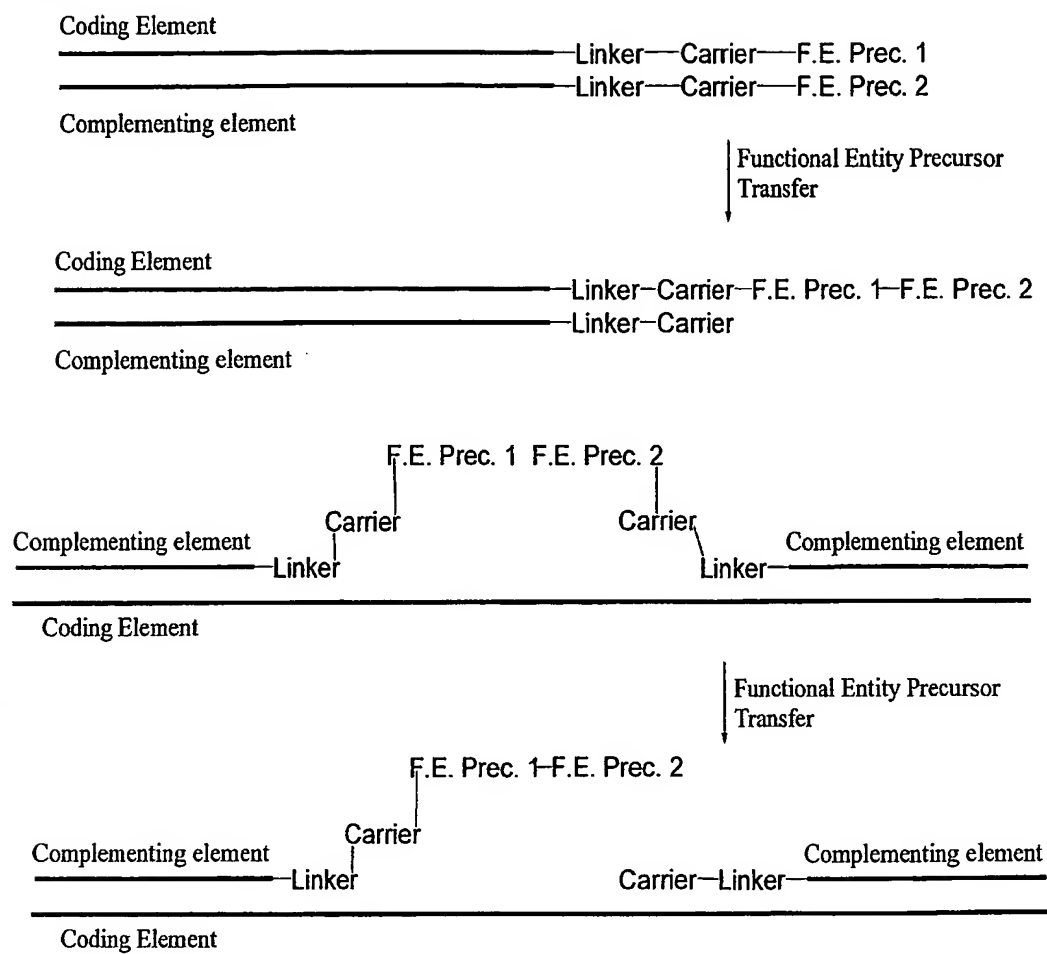 Coding Element
Linker—Carrier—F.E. Prec. 1
Linker—Carrier—F.E. Prec. 2
Complementing element
Functional Entity Precursor
Transfer
Coding Element
Linker—Carrier—F.E. Prec. 1—F.E. Prec. 2
Linker—Carrier
Complementing element
F.E. Prec. 1 F.E. Prec. 2
Carrier Carrier
Complementing element Complementing element
Linker Linker
Coding Element
Functional Entity Precursor
Transfer
F.E. Prec. 1—F.E. Prec. 2
Carrier
Complementing element Complementing element
Linker Carrier—Linker
Coding Element